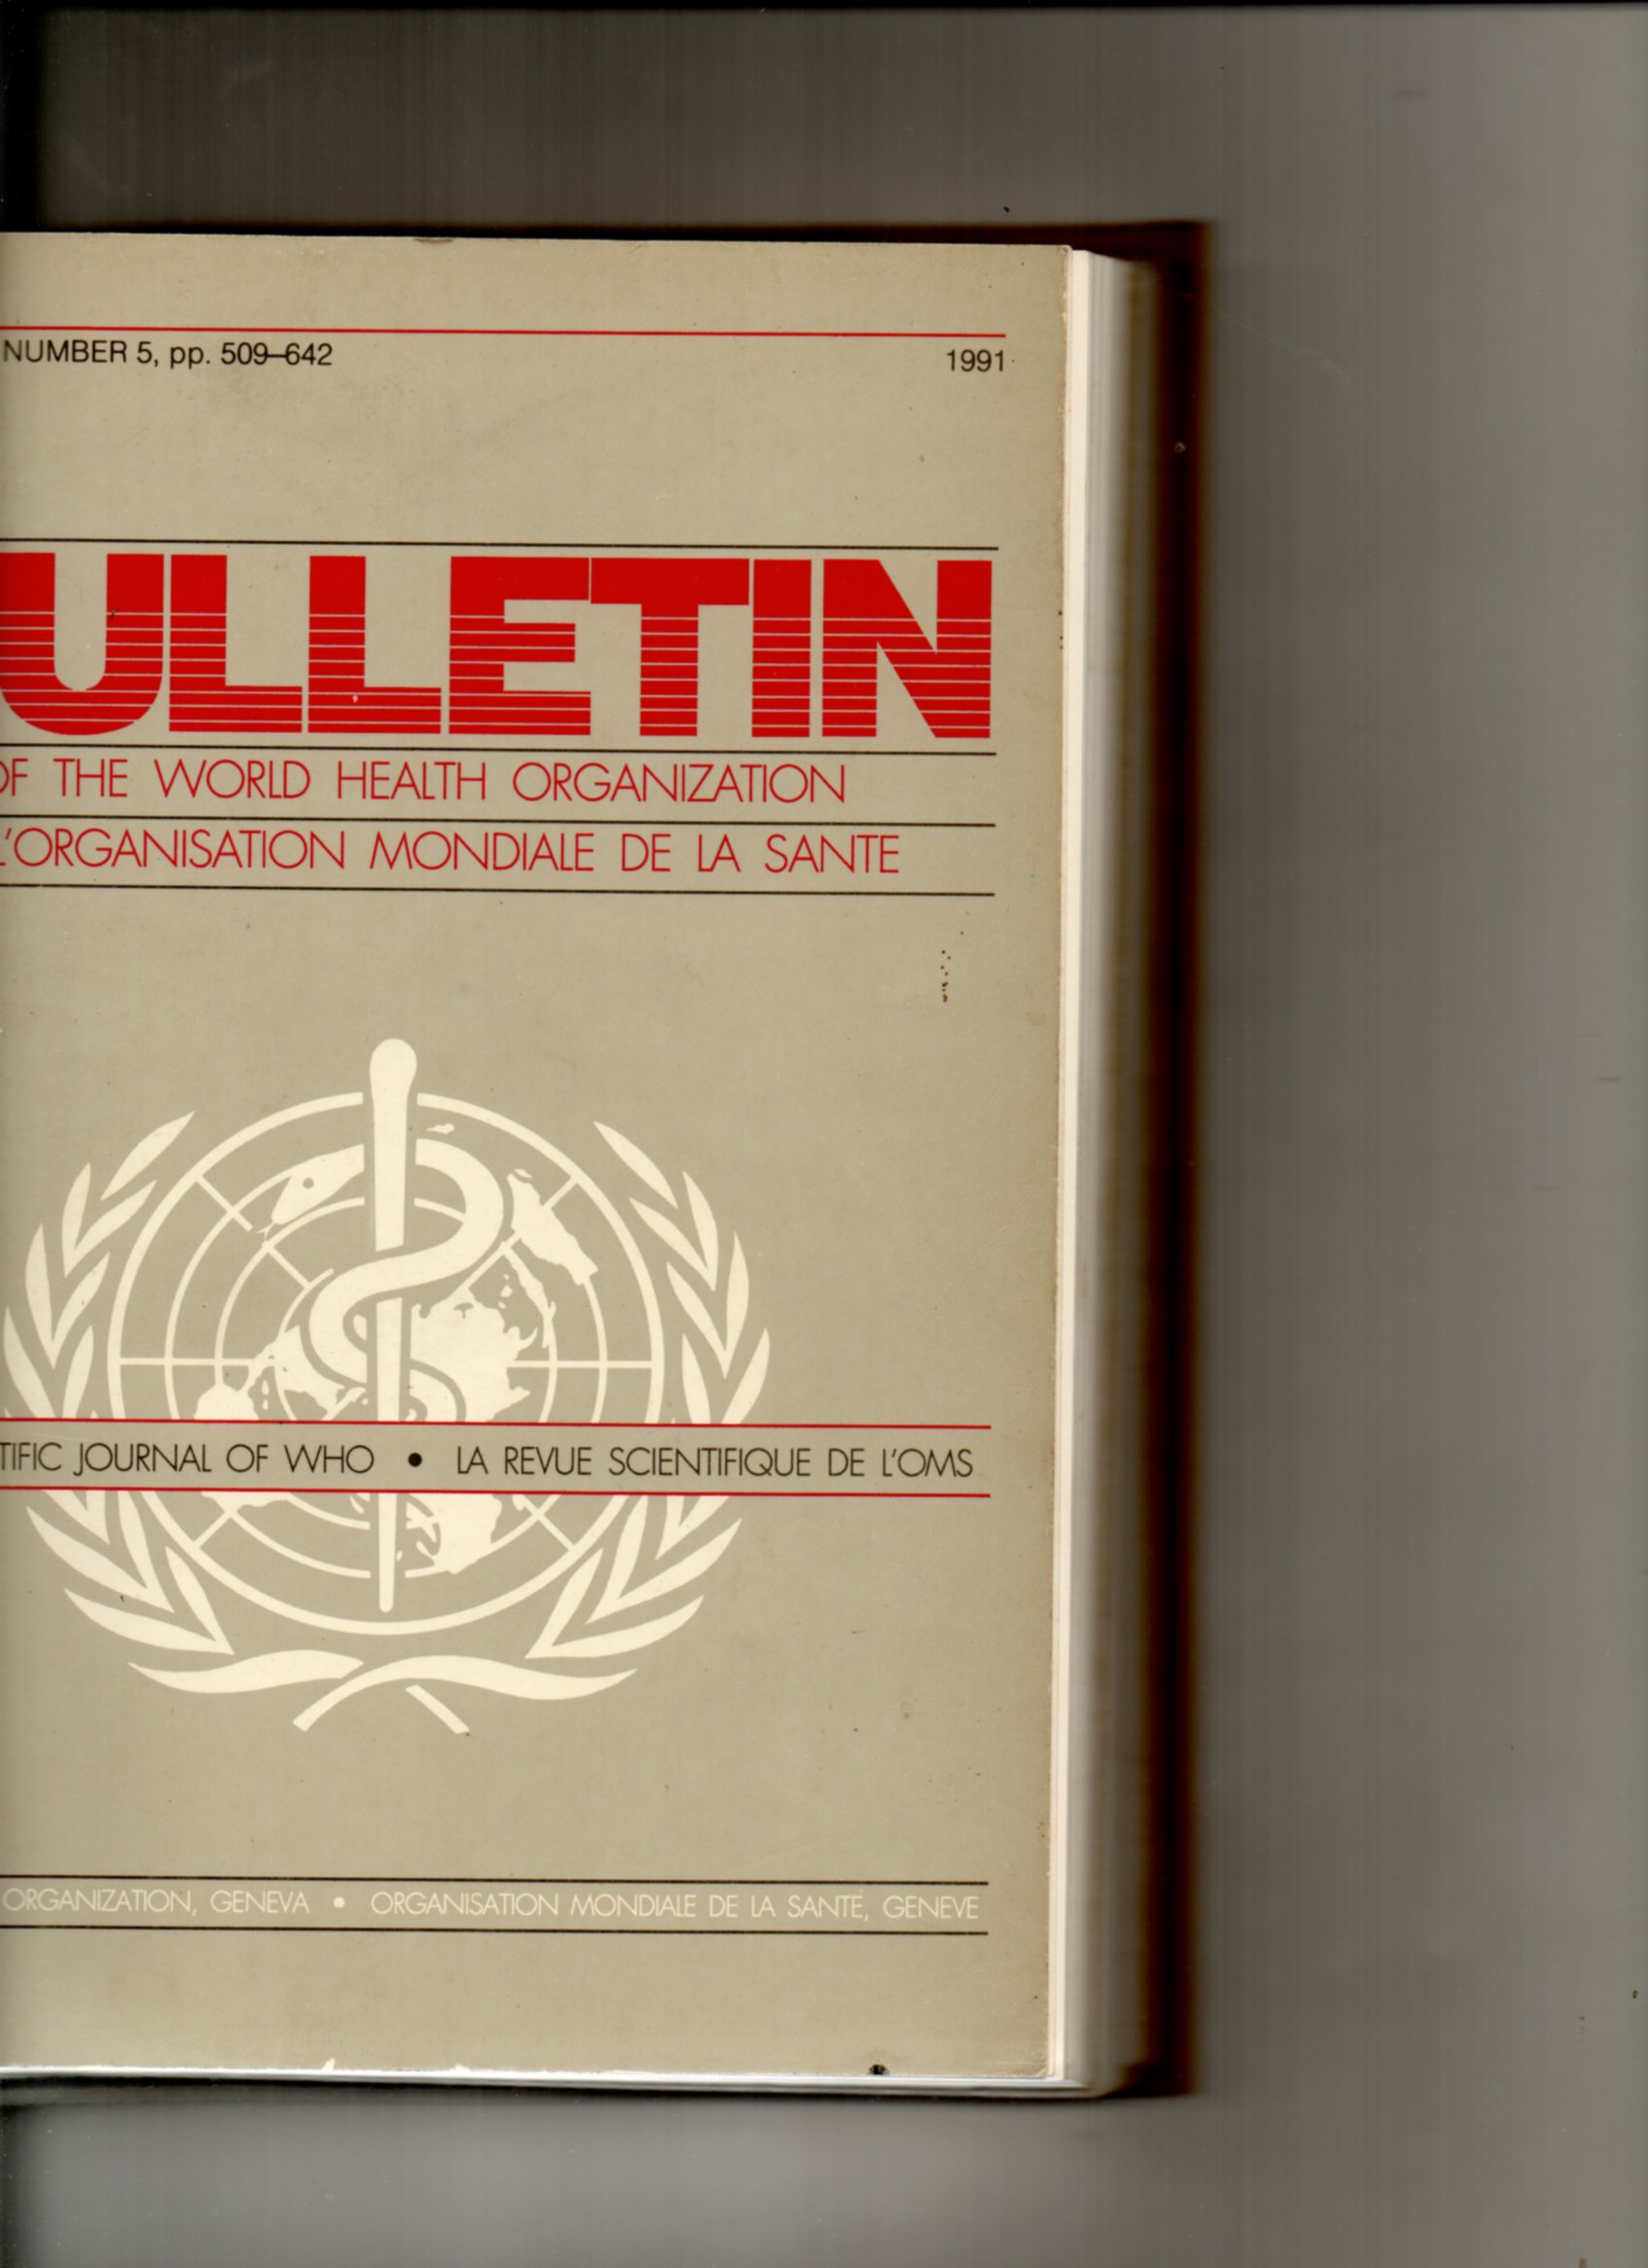 NUMBER 5, pp. 509–642 1991
ULLETIN
OF THE WORLD HEALTH ORGANIZATION
L'ORGANISATION MONDIALE DE LA SANTE
TIFIC JOURNAL OF WHO • LA REVUE SCIENTIFIQUE DE L'OMS
ORGANIZATION, GENEVA • ORGANISATION MONDIALE DE LA SANTE, GENEVE